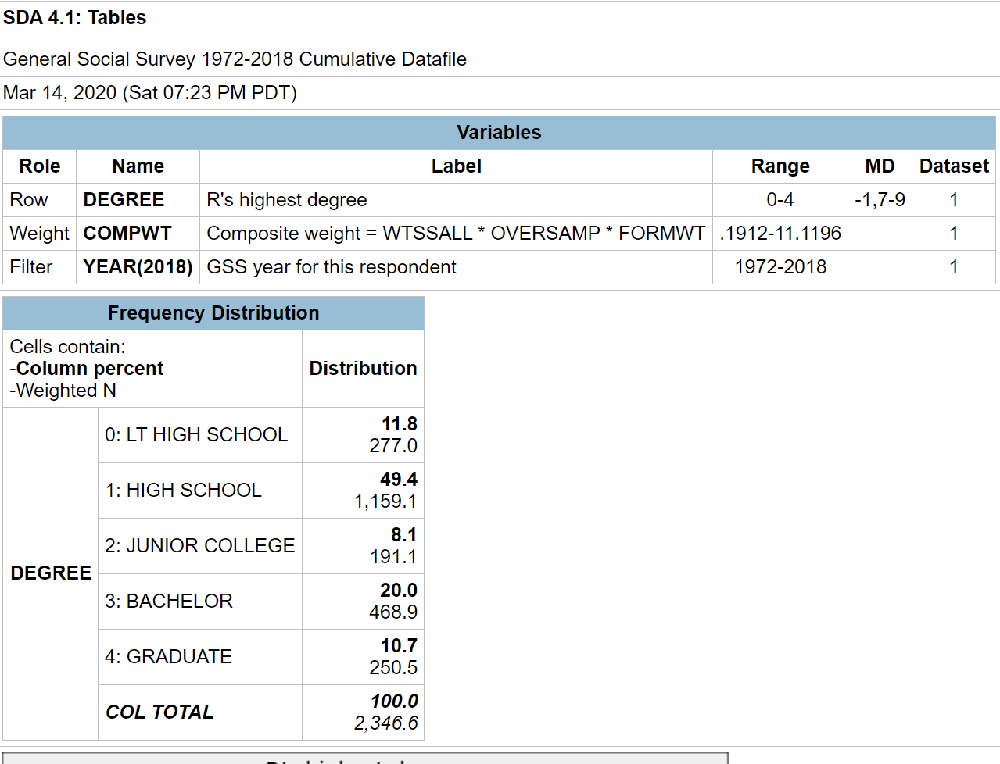 SDA 4.1: Tables
General Social Survey 1972-2018 Cumulative Datafile
Mar 14, 2020 (Sat 07:23 PM PDT)
Variables
Role Name Label Range MD Dataset
Row DEGREE R's highest degree 0-4 -1,7-9 1
Weight COMPWT Composite weight = WTSSALL * OVERSAMP * FORMWT .1912-11.1196 1
Filter YEAR(2018) GSS year for this respondent 1972-2018 1
Frequency Distribution
Cells contain:
-Column percent
-Weighted N
Distribution
DEGREE
0: LT HIGH SCHOOL
11.8
277.0
1: HIGH SCHOOL
49.4
1,159.1
2: JUNIOR COLLEGE
8.1
191.1
3: BACHELOR
20.0
468.9
4: GRADUATE
10.7
250.5
COL TOTAL
100.0
2,346.6